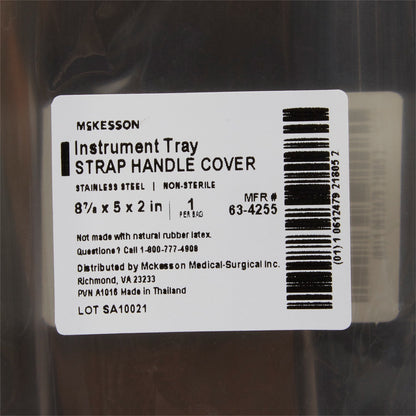 McKESSON
Instrument Tray
STRAP HANDLE COVER
STAINLESS STEEL | NON-STERILE
8⅞ x 5 x 2 in | 1 PER BAG
MFR # 63-4255
Not made with natural rubber latex.
Questions? Call 1-800-777-4908
Distributed by Mckesson Medical-Surgical Inc.
Richmond, VA 23233
PVN A1016 Made in Thailand
LOT SA10021
(01) 1 0612479 21805 2